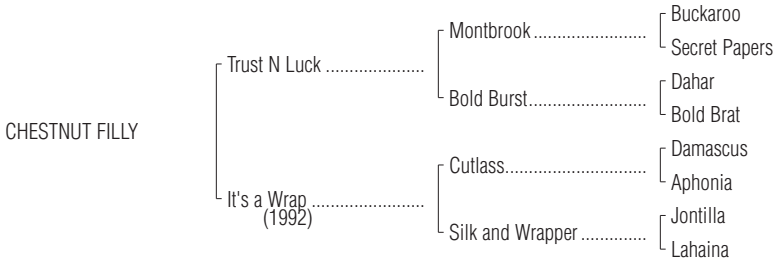 Buckaroo
Montbrook ........................
Secret Papers
Trust N Luck .....................
Dahar
Bold Burst.........................
Bold Brat
CHESTNUT FILLY
Damascus
Cutlass..............................
Aphonia
It's a Wrap ........................
(1992)
Jontilla
Silk and Wrapper ..............
Lahaina